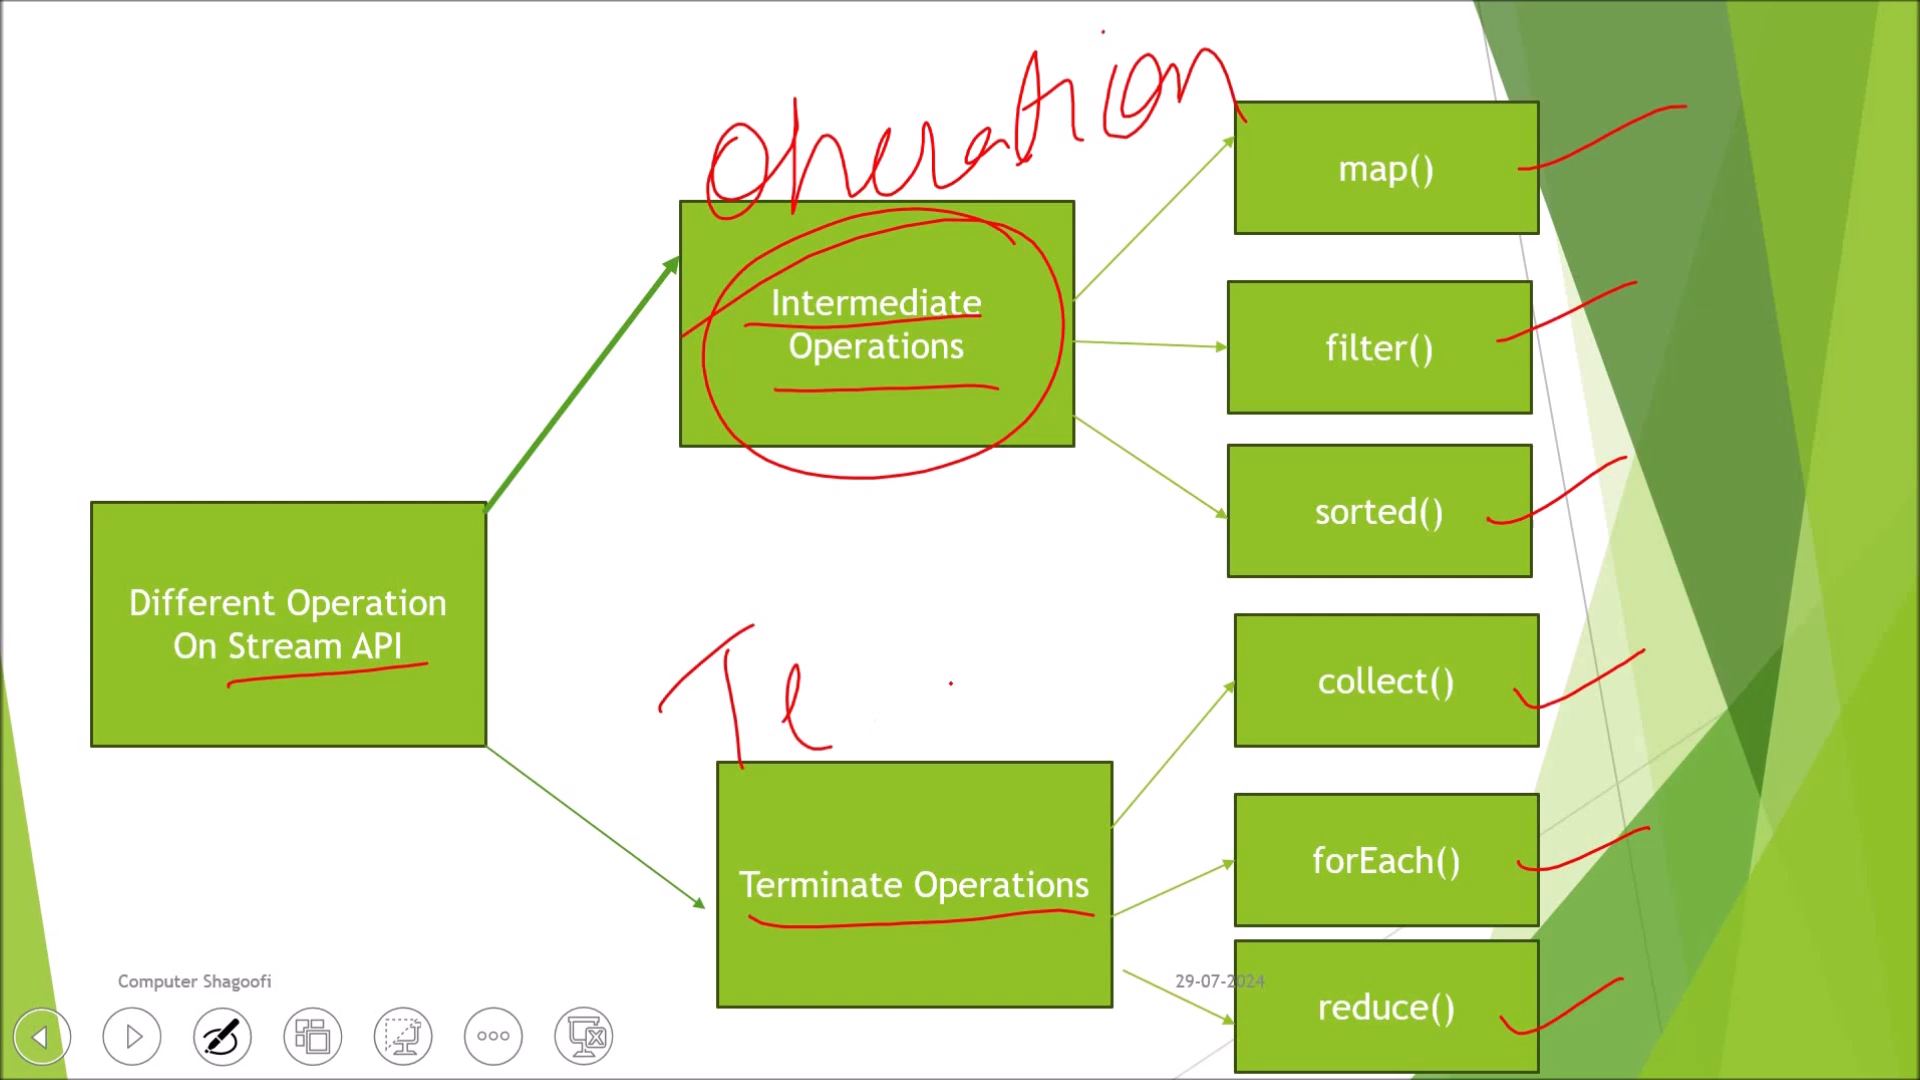 operation
map()
Intermediate
Operations
filter()
sorted()
Different Operation
On Stream API
Te
collect()
Terminate Operations
forEach()
reduce()
Computer Shagoofi
29-07-2024